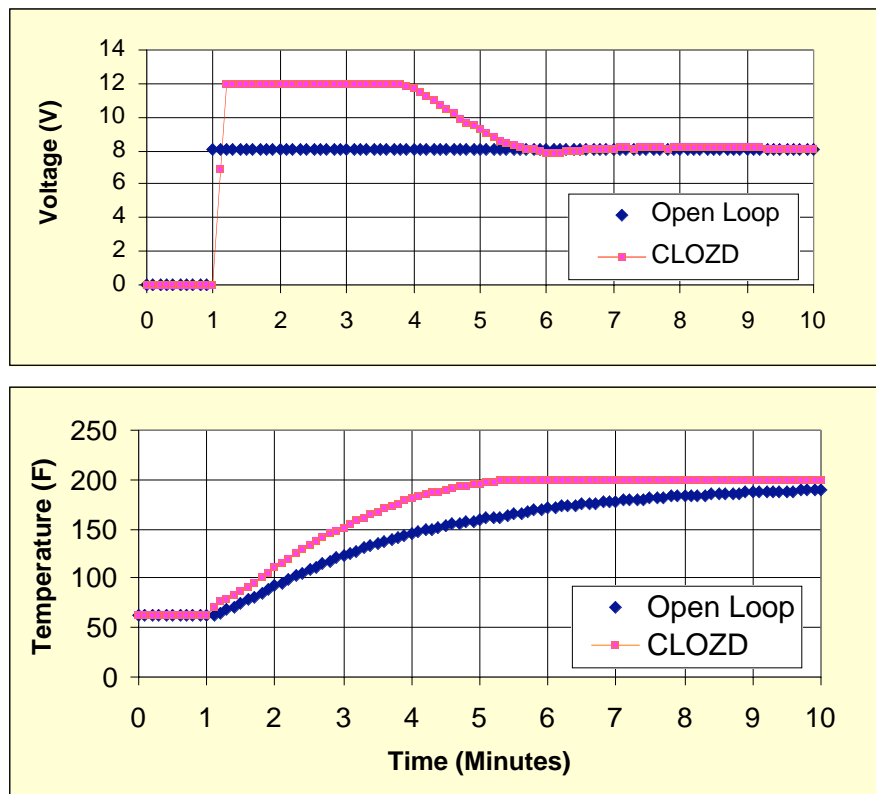 14
12
10
8
6
4
2
0
Voltage (V)
Open Loop
CLOZD
0 1 2 3 4 5 6 7 8 9 10
250
200
150
100
50
0
Temperature (F)
Open Loop
CLOZD
0 1 2 3 4 5 6 7 8 9 10
Time (Minutes)